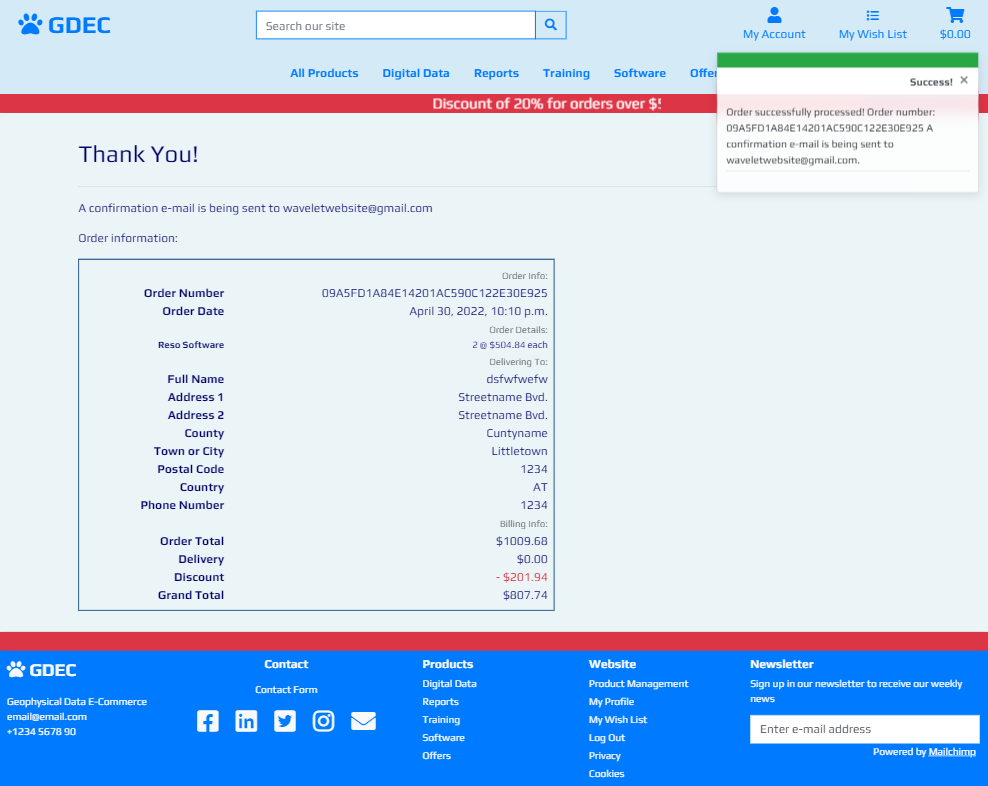 GDEC
Search our site
My Account
My Wish List
$0.00
All Products Digital Data Reports Training Software Offer
Discount of 20% for orders over $
Success! ×
Order successfully processed! Order number:
09A5FD1A84E14201AC590C122E30E925 A
confirmation e-mail is being sent to
waveletwebsite@gmail.com.
Thank You!
A confirmation e-mail is being sent to waveletwebsite@gmail.com
Order information:
Order Info:
Order Number 09A5FD1A84E14201AC590C122E30E925
Order Date April 30, 2022, 10:10 p.m.
Order Details:
Reso Software 2 @ $504.84 each
Delivering To:
Full Name dsfwfwefw
Address 1 Streetname Bvd.
Address 2 Streetname Bvd.
County Cuntyname
Town or City Littletown
Postal Code 1234
Country AT
Phone Number 1234
Billing Info:
Order Total $1009.68
Delivery $0.00
Discount - $201.94
Grand Total $807.74
GDEC
Geophysical Data E-Commerce
email@email.com
+1234 5678 90
Contact
Contact Form
Products
Digital Data
Reports
Training
Software
Offers
Website
Product Management
My Profile
My Wish List
Log Out
Privacy
Cookies
Newsletter
Sign up in our newsletter to receive our weekly
news
Enter e-mail address
Powered by Mailchimp